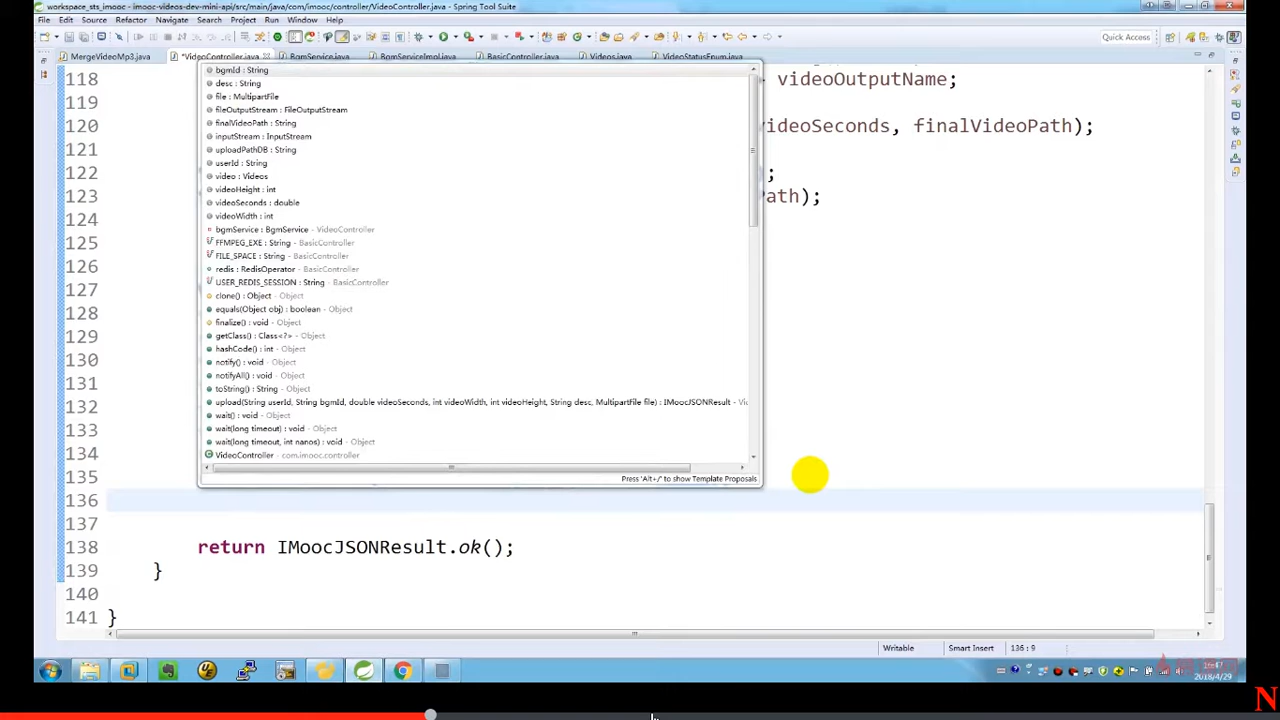 workspace_sts_imooc - imooc-videos-dev-mini-api/src/main/java/com/imooc/controller/VideoController.java - Spring Tool Suite
File Edit Source Refactor Navigate Search Project Run Window Help
Quick Access
MergeVideoMp3.java *VideoController.java BgmService.java BgmServiceImpl.java BasicController.java Videos.java VideoStatusEnum.java
118 videoOutputName;
119
120 videoSeconds, finalVideoPath);
121
122 ;
123 Path);
124
125
126
127
128
129
130
131
132
133
134
135
136
137
138 return IMoocJSONResult.ok();
139 }
140
141 }
bgmId : String
desc : String
file : MultipartFile
fileOutputStream : FileOutputStream
finalVideoPath : String
inputStream : InputStream
uploadPathDB : String
userId : String
video : Videos
videoHeight : int
videoSeconds : double
videoWidth : int
bgmService : BgmService - VideoController
FFMPEG_EXE : String - BasicController
FILE_SPACE : String - BasicController
redis : RedisOperator - BasicController
USER_REDIS_SESSION : String - BasicController
clone() : Object - Object
equals(Object obj) : boolean - Object
finalize() : void - Object
getClass() : Class<?> - Object
hashCode() : int - Object
notify() : void - Object
notifyAll() : void - Object
toString() : String - Object
upload(String userId, String bgmId, double videoSeconds, int videoWidth, int videoHeight, String desc, MultipartFile file) : IMoocJSONResult - Vi
wait() : void - Object
wait(long timeout) : void - Object
wait(long timeout, int nanos) : void - Object
VideoController - com.imooc.controller
Press 'Alt+/' to show Template Proposals
Writable Smart Insert 136 : 9
2018/4/29
N